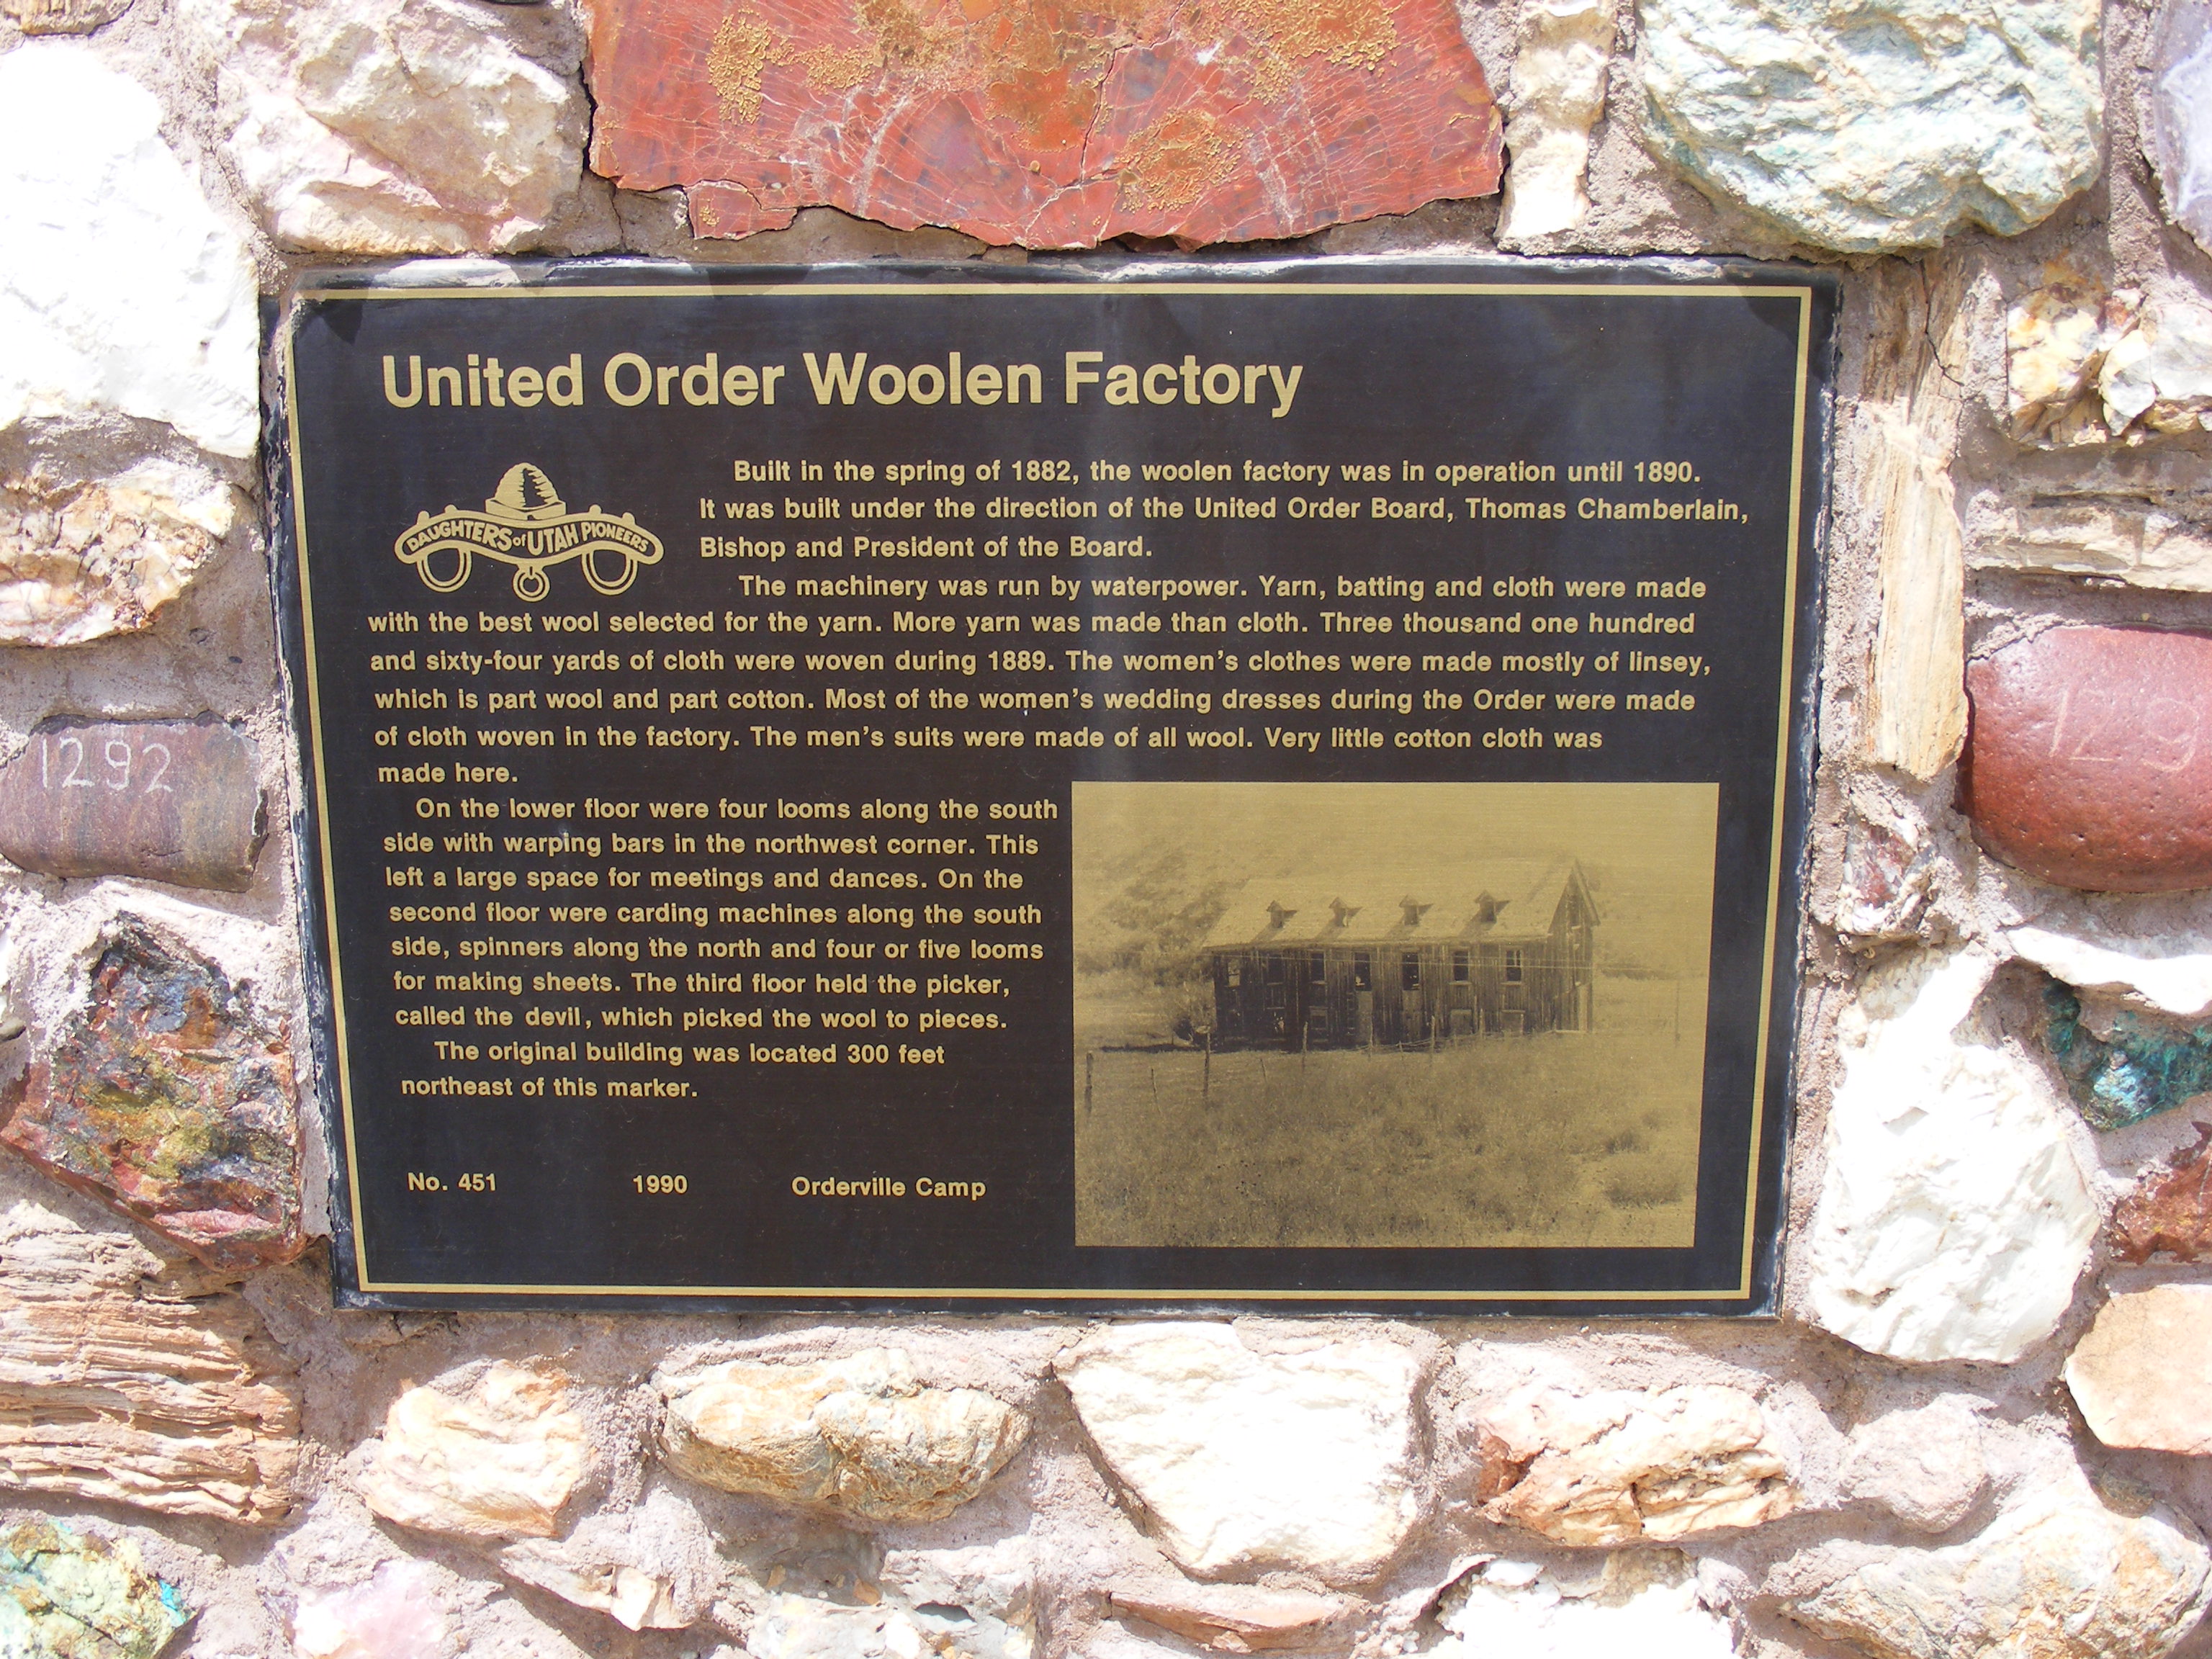 United Order Woolen Factory
DAUGHTERS of UTAH PIONEERS
Built in the spring of 1882, the woolen factory was in operation until 1890.
It was built under the direction of the United Order Board, Thomas Chamberlain,
Bishop and President of the Board.
The machinery was run by waterpower. Yarn, batting and cloth were made
with the best wool selected for the yarn. More yarn was made than cloth. Three thousand one hundred
and sixty-four yards of cloth were woven during 1889. The women's clothes were made mostly of linsey,
which is part wool and part cotton. Most of the women's wedding dresses during the Order were made
of cloth woven in the factory. The men's suits were made of all wool. Very little cotton cloth was
made here.
On the lower floor were four looms along the south
side with warping bars in the northwest corner. This
left a large space for meetings and dances. On the
second floor were carding machines along the south
side, spinners along the north and four or five looms
for making sheets. The third floor held the picker,
called the devil, which picked the wool to pieces.
The original building was located 300 feet
northeast of this marker.
No. 451 1990 Orderville Camp
1292
129